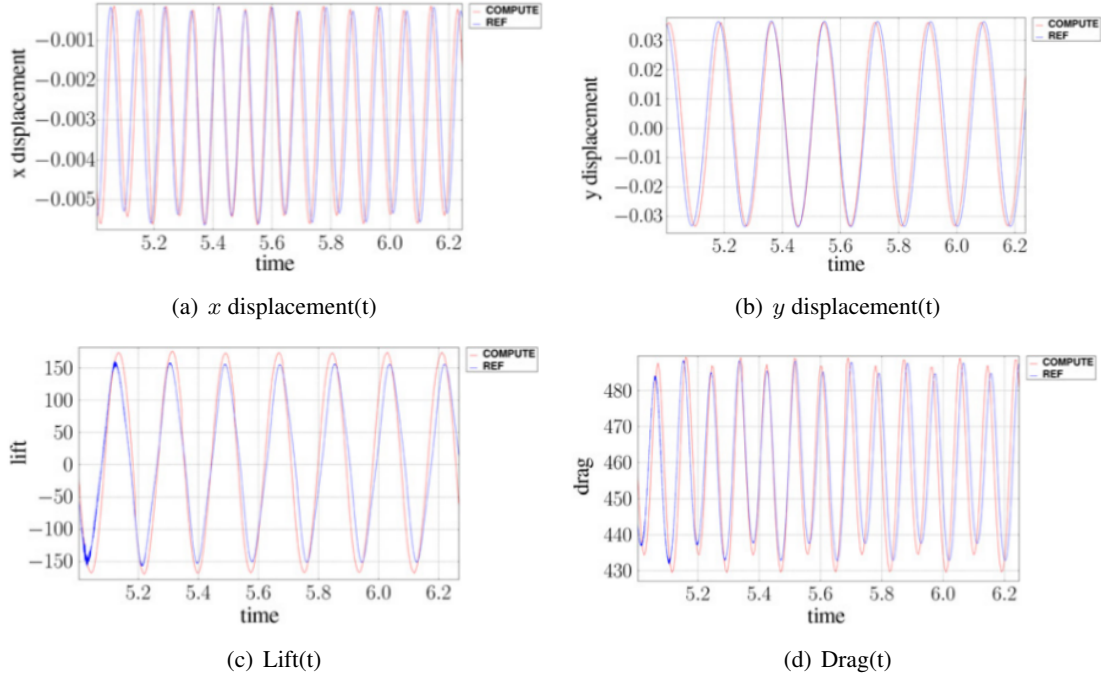 COMPUTE
REF
−0.001
−0.002
−0.003
−0.004
−0.005
x displacement
5.2 5.4 5.6 5.8 6.0 6.2
time
(a) x displacement(t)
COMPUTE
REF
0.03
0.02
0.01
0.00
−0.01
−0.02
−0.03
y displacement
5.2 5.4 5.6 5.8 6.0 6.2
time
(b) y displacement(t)
COMPUTE
REF
150
100
50
0
−50
−100
−150
lift
5.2 5.4 5.6 5.8 6.0 6.2
time
(c) Lift(t)
COMPUTE
REF
480
470
460
450
440
430
drag
5.2 5.4 5.6 5.8 6.0 6.2
time
(d) Drag(t)